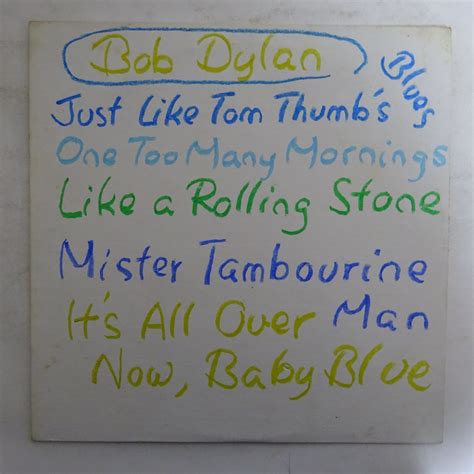 Bob Dylan
Just Like Tom Thumb's Blues
One Too Many Mornings
Like a Rolling Stone
Mister Tambourine Man
It's All Over
Now, Baby Blue